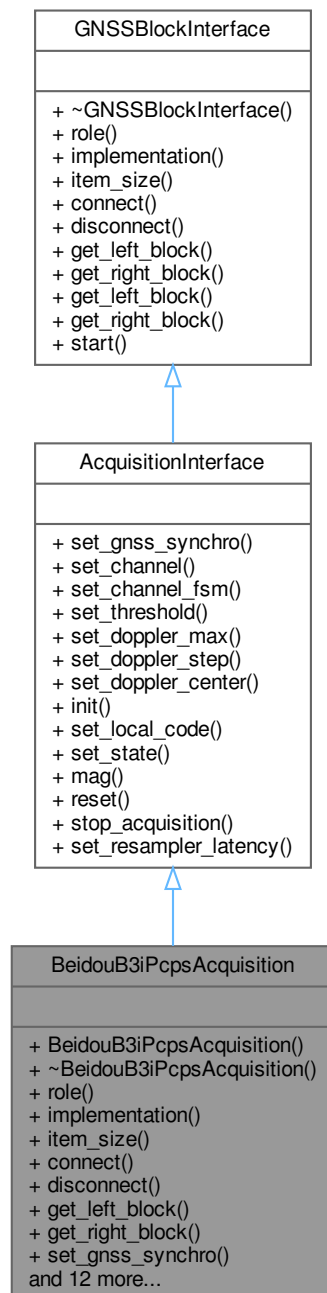 GNSSBlockInterface
+ ~GNSSBlockInterface()
+ role()
+ implementation()
+ item_size()
+ connect()
+ disconnect()
+ get_left_block()
+ get_right_block()
+ get_left_block()
+ get_right_block()
+ start()
AcquisitionInterface
+ set_gnss_synchro()
+ set_channel()
+ set_channel_fsm()
+ set_threshold()
+ set_doppler_max()
+ set_doppler_step()
+ set_doppler_center()
+ init()
+ set_local_code()
+ set_state()
+ mag()
+ reset()
+ stop_acquisition()
+ set_resampler_latency()
BeidouB3iPcpsAcquisition
+ BeidouB3iPcpsAcquisition()
+ ~BeidouB3iPcpsAcquisition()
+ role()
+ implementation()
+ item_size()
+ connect()
+ disconnect()
+ get_left_block()
+ get_right_block()
+ set_gnss_synchro()
and 12 more...